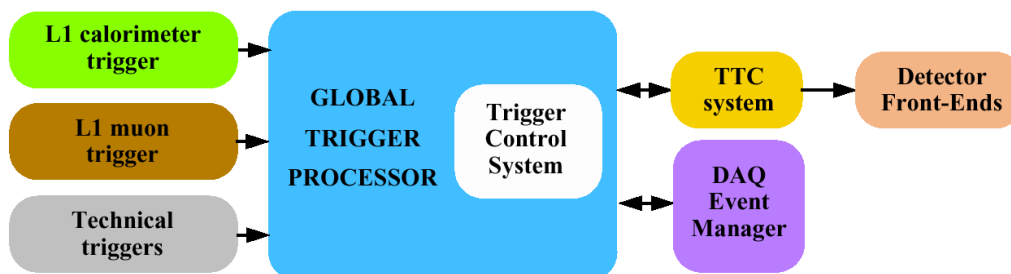 L1 calorimeter
trigger
L1 muon
trigger
Technical
triggers
GLOBAL
TRIGGER
PROCESSOR
Trigger
Control
System
TTC
system
DAQ
Event
Manager
Detector
Front-Ends